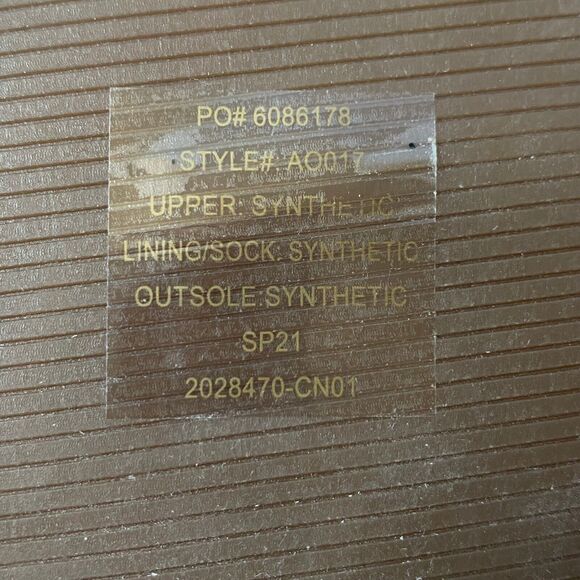 PO# 6086178
STYLE# AO017
UPPER: SYNTHETIC
LINING/SOCK: SYNTHETIC
OUTSOLE:SYNTHETIC
SP21
2028470-CN01